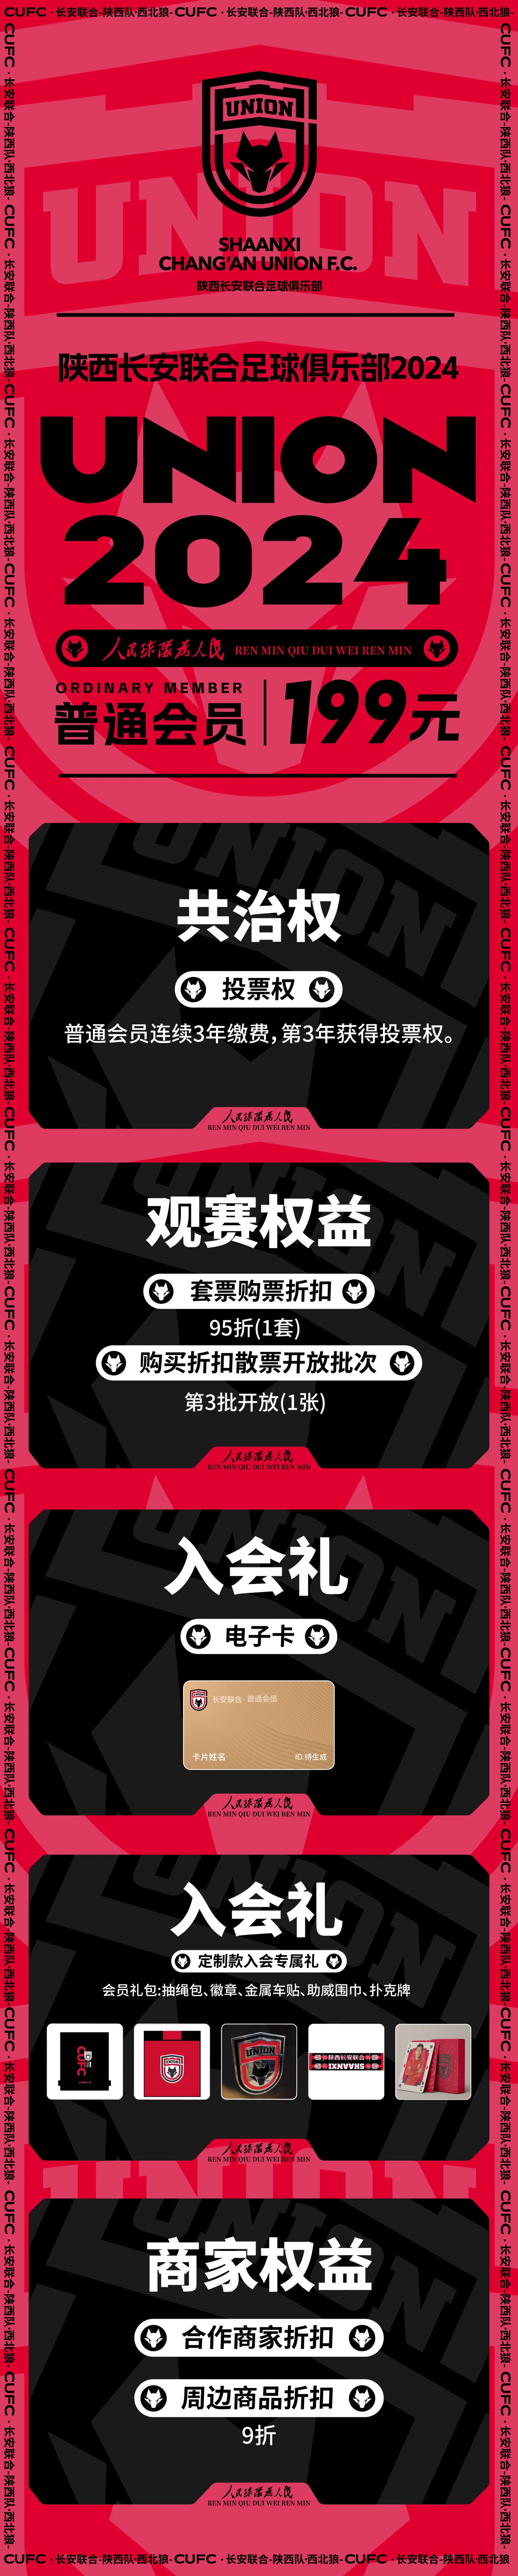 CUFC · 长安联合-陕西队·西北狼- CUFC · 长安联合-陕西队·西北狼- CUFC · 长安联合-陕西队·西北狼-
UNION
SHAANXI
CHANG'AN UNION F.C.
陕西长安联合足球俱乐部
陕西长安联合足球俱乐部2024
UNION
2024
人民球队为人民 REN MIN QIU DUI WEI REN MIN
ORDINARY MEMBER
普通会员 199元
共治权
投票权
普通会员连续3年缴费，第3年获得投票权。
人民球队为人民
REN MIN QIU DUI WEI REN MIN
观赛权益
套票购票折扣
95折(1套)
购买折扣散票开放批次
第3批开放(1张)
人民球队为人民
REN MIN QIU DUI WEI REN MIN
入会礼
电子卡
长安联合·普通会员
卡片姓名 ID.待生成
人民球队为人民
REN MIN QIU DUI WEI REN MIN
入会礼
定制款入会专属礼
会员礼包:抽绳包、徽章、金属车贴、助威围巾、扑克牌
人民球队为人民
REN MIN QIU DUI WEI REN MIN
商家权益
合作商家折扣
周边商品折扣
9折
人民球队为人民
REN MIN QIU DUI WEI REN MIN
CUFC · 长安联合-陕西队·西北狼- CUFC · 长安联合-陕西队·西北狼- CUFC · 长安联合-陕西队·西北狼-